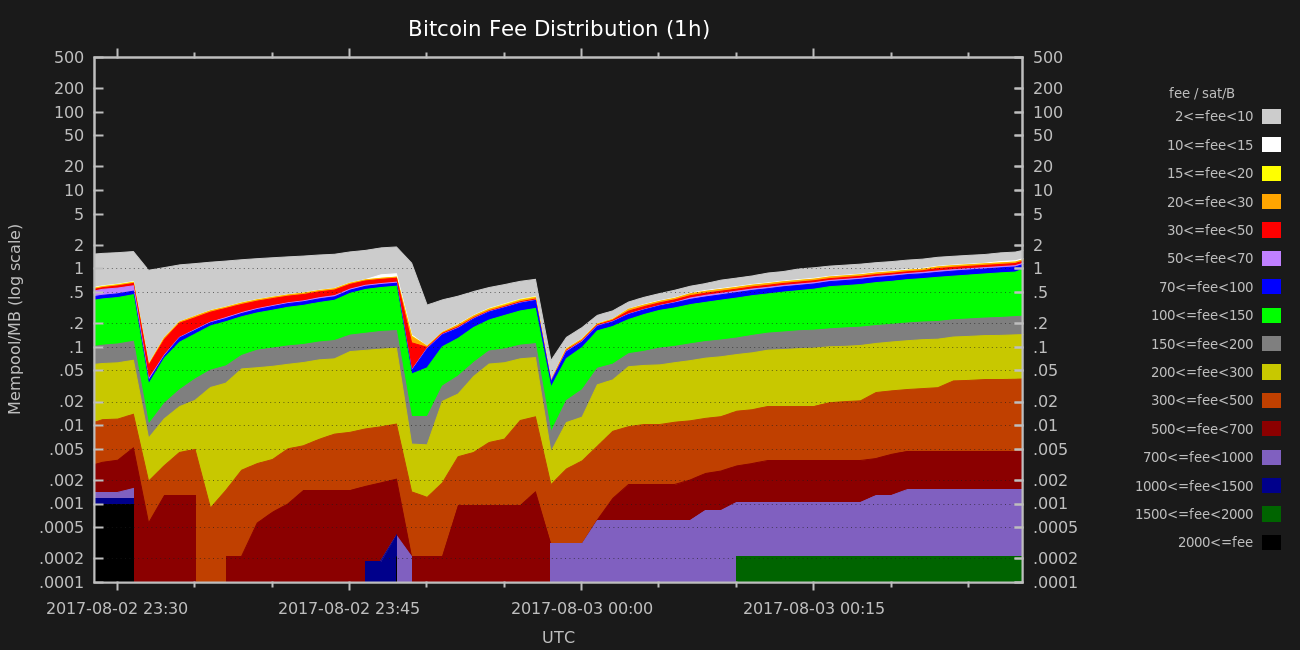 Bitcoin Fee Distribution (1h)
500
200
100
50
20
10
5
2
1
.5
.2
.1
.05
.02
.01
.005
.002
.001
.0005
.0002
.0001
Mempool/MB (log scale)
500
200
100
50
20
10
5
2
1
.5
.2
.1
.05
.02
.01
.005
.002
.001
.0005
.0002
.0001
2017-08-02 23:30 2017-08-02 23:45 2017-08-03 00:00 2017-08-03 00:15
UTC
fee / sat/B
2<=fee<10
10<=fee<15
15<=fee<20
20<=fee<30
30<=fee<50
50<=fee<70
70<=fee<100
100<=fee<150
150<=fee<200
200<=fee<300
300<=fee<500
500<=fee<700
700<=fee<1000
1000<=fee<1500
1500<=fee<2000
2000<=fee